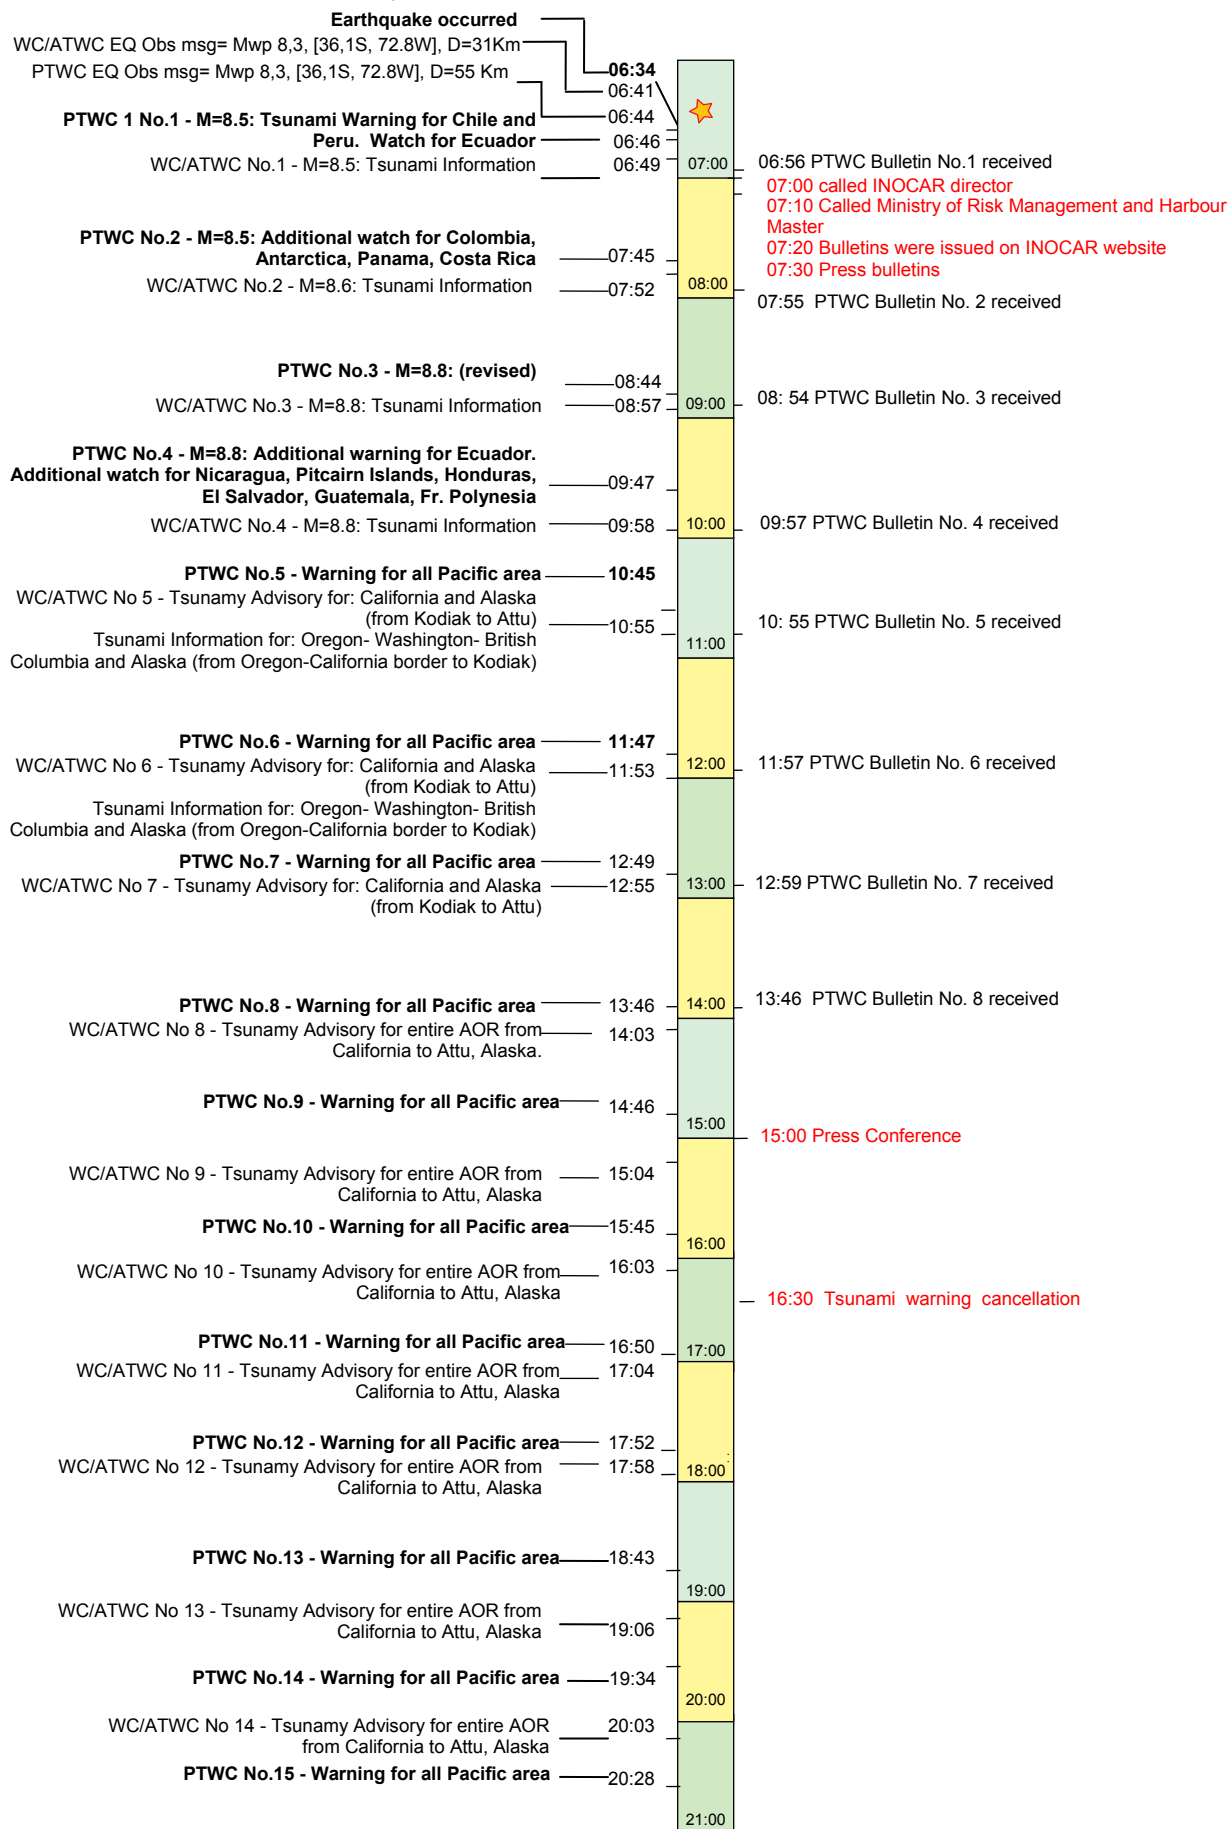 Earthquake occurred
WC/ATWC EQ Obs msg= Mwp 8,3, [36,1S, 72.8W], D=31Km
PTWC EQ Obs msg= Mwp 8,3, [36,1S, 72.8W], D=55 Km
06:34
06:41
06:44
PTWC 1 No.1 - M=8.5: Tsunami Warning for Chile and
Peru. Watch for Ecuador
06:46
WC/ATWC No.1 - M=8.5: Tsunami Information
06:49
07:00
06:56 PTWC Bulletin No.1 received
07:00 called INOCAR director
07:10 Called Ministry of Risk Management and Harbour
Master
07:20 Bulletins were issued on INOCAR website
07:30 Press bulletins
PTWC No.2 - M=8.5: Additional watch for Colombia,
Antarctica, Panama, Costa Rica
07:45
WC/ATWC No.2 - M=8.6: Tsunami Information
07:52
08:00
07:55 PTWC Bulletin No. 2 received
PTWC No.3 - M=8.8: (revised)
08:44
WC/ATWC No.3 - M=8.8: Tsunami Information
08:57
09:00
08: 54 PTWC Bulletin No. 3 received
PTWC No.4 - M=8.8: Additional warning for Ecuador.
Additional watch for Nicaragua, Pitcairn Islands, Honduras,
El Salvador, Guatemala, Fr. Polynesia
09:47
WC/ATWC No.4 - M=8.8: Tsunami Information
09:58
10:00
09:57 PTWC Bulletin No. 4 received
PTWC No.5 - Warning for all Pacific area
10:45
WC/ATWC No 5 - Tsunamy Advisory for: California and Alaska
(from Kodiak to Attu)
10:55
Tsunami Information for: Oregon- Washington- British
Columbia and Alaska (from Oregon-California border to Kodiak)
11:00
10: 55 PTWC Bulletin No. 5 received
PTWC No.6 - Warning for all Pacific area
11:47
WC/ATWC No 6 - Tsunamy Advisory for: California and Alaska
(from Kodiak to Attu)
11:53
Tsunami Information for: Oregon- Washington- British
Columbia and Alaska (from Oregon-California border to Kodiak)
12:00
11:57 PTWC Bulletin No. 6 received
PTWC No.7 - Warning for all Pacific area
12:49
WC/ATWC No 7 - Tsunamy Advisory for: California and Alaska
(from Kodiak to Attu)
12:55
13:00
12:59 PTWC Bulletin No. 7 received
PTWC No.8 - Warning for all Pacific area
13:46
14:00
13:46 PTWC Bulletin No. 8 received
WC/ATWC No 8 - Tsunamy Advisory for entire AOR from
California to Attu, Alaska.
14:03
PTWC No.9 - Warning for all Pacific area
14:46
15:00
15:00 Press Conference
WC/ATWC No 9 - Tsunamy Advisory for entire AOR from
California to Attu, Alaska
15:04
PTWC No.10 - Warning for all Pacific area
15:45
16:00
WC/ATWC No 10 - Tsunamy Advisory for entire AOR from
California to Attu, Alaska
16:03
16:30 Tsunami warning cancellation
PTWC No.11 - Warning for all Pacific area
16:50
17:00
WC/ATWC No 11 - Tsunamy Advisory for entire AOR from
California to Attu, Alaska
17:04
PTWC No.12 - Warning for all Pacific area
17:52
WC/ATWC No 12 - Tsunamy Advisory for entire AOR from
California to Attu, Alaska
17:58
18:00
PTWC No.13 - Warning for all Pacific area
18:43
19:00
WC/ATWC No 13 - Tsunamy Advisory for entire AOR from
California to Attu, Alaska
19:06
PTWC No.14 - Warning for all Pacific area
19:34
20:00
WC/ATWC No 14 - Tsunamy Advisory for entire AOR
from California to Attu, Alaska
20:03
PTWC No.15 - Warning for all Pacific area
20:28
21:00